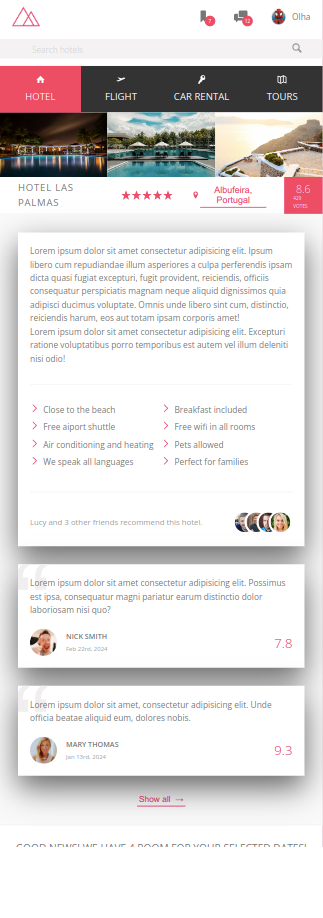 7
12
Olha
Search hotels
HOTEL
FLIGHT
CAR RENTAL
TOURS
HOTEL LAS
PALMAS
Albufeira,
Portugal
8.6
429
VOTES
Lorem ipsum dolor sit amet consectetur adipisicing elit. Ipsum
libero cum repudiandae illum asperiores a culpa perferendis ipsam
dicta quasi fugiat excepturi, fugit provident, reiciendis, officiis
consequatur perspiciatis magnam neque aliquid dignissimos quia
adipisci ducimus voluptate. Omnis unde libero sint cum, distinctio,
reiciendis harum, eos aut totam ipsam corporis amet!
Lorem ipsum dolor sit amet consectetur adipisicing elit. Excepturi
ratione voluptatibus porro temporibus est autem vel illum deleniti
nisi odio!
Close to the beach
Breakfast included
Free aiport shuttle
Free wifi in all rooms
Air conditioning and heating
Pets allowed
We speak all languages
Perfect for families
Lucy and 3 other friends recommend this hotel.
Lorem ipsum dolor sit amet consectetur adipisicing elit. Possimus
est ipsa, consequatur magni pariatur earum distinctio dolor
laboriosam nisi quo?
NICK SMITH
Feb 22rd, 2024
7.8
Lorem ipsum dolor sit amet, consectetur adipisicing elit. Unde
officia beatae aliquid eum, dolores nobis.
MARY THOMAS
Jan 13rd, 2024
9.3
Show all →
GOOD NEWS! WE HAVE 4 ROOM FOR YOUR SELECTED DATES!